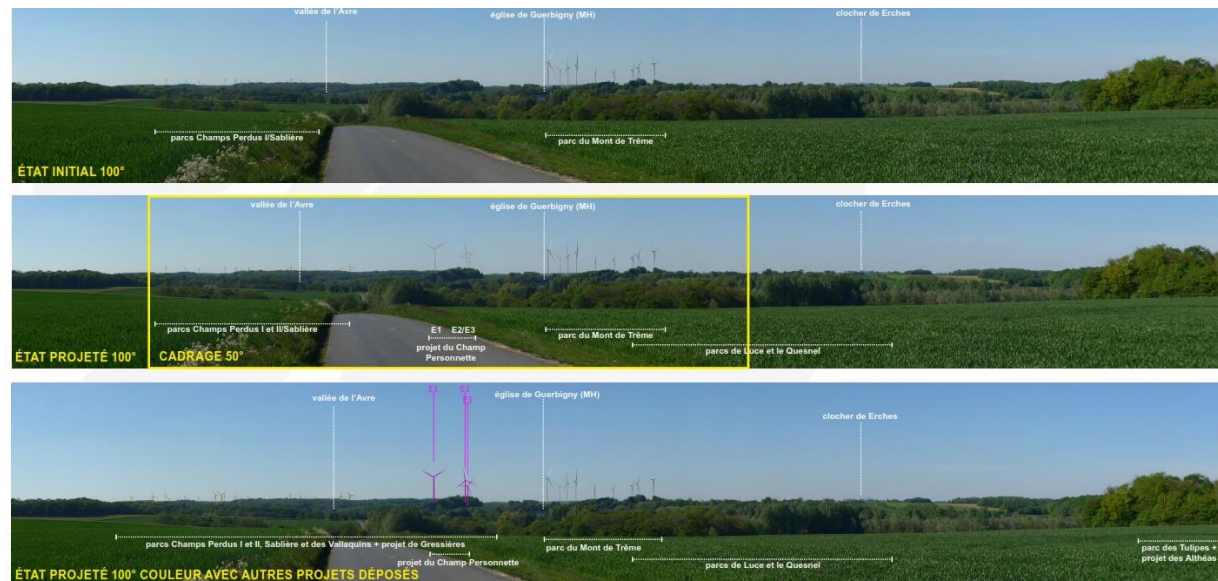 vallée de l'Avre
église de Guerbigny (MH)
clocher de Erches
parcs Champs Perdus I/Sablière
parc du Mont de Trême
ÉTAT INITIAL 100°
vallée de l'Avre
église de Guerbigny (MH)
clocher de Erches
parcs Champs Perdus I et II/Sablière
E1 E2/E3
projet du Champ
Personnette
parc du Mont de Trême
parcs de Luce et le Quesnel
ÉTAT PROJETÉ 100°
CADRAGE 50°
E1
E2
E3
vallée de l'Avre
église de Guerbigny (MH)
clocher de Erches
parcs Champs Perdus I et II, Sablière et des Vallaquins + projet de Gressières
parc du Mont de Trême
parc des Tulipes +
projet des Althéas
projet du Champ Personnette
parcs de Luce et le Quesnel
ÉTAT PROJETÉ 100° COULEUR AVEC AUTRES PROJETS DÉPOSÉS